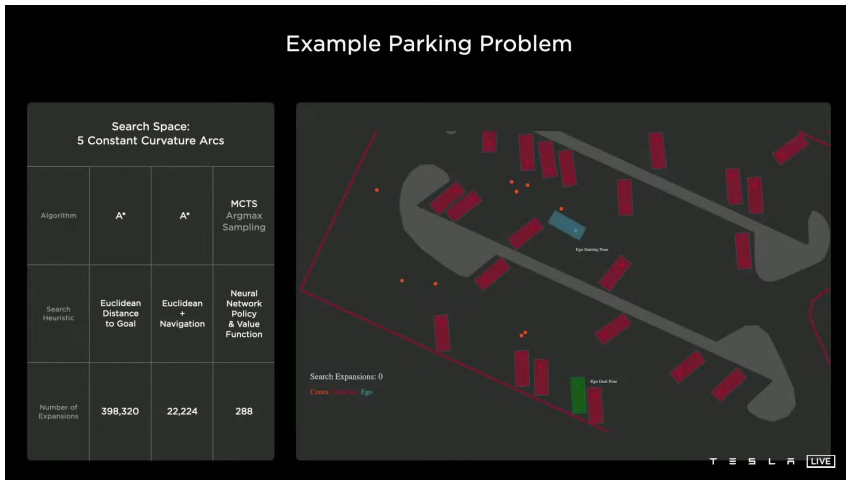 Example Parking Problem
Search Space:
5 Constant Curvature Arcs
Algorithm
A*
A*
MCTS
Argmax
Sampling
Search
Heuristic
Euclidean
Distance
to Goal
Euclidean
+
Navigation
Neural
Network
Policy
& Value
Function
Number of
Expansions
398,320
22,224
288
Ego Starting Pose
Ego Goal Pose
Search Expansions: 0
Cones Ego
TESLA LIVE